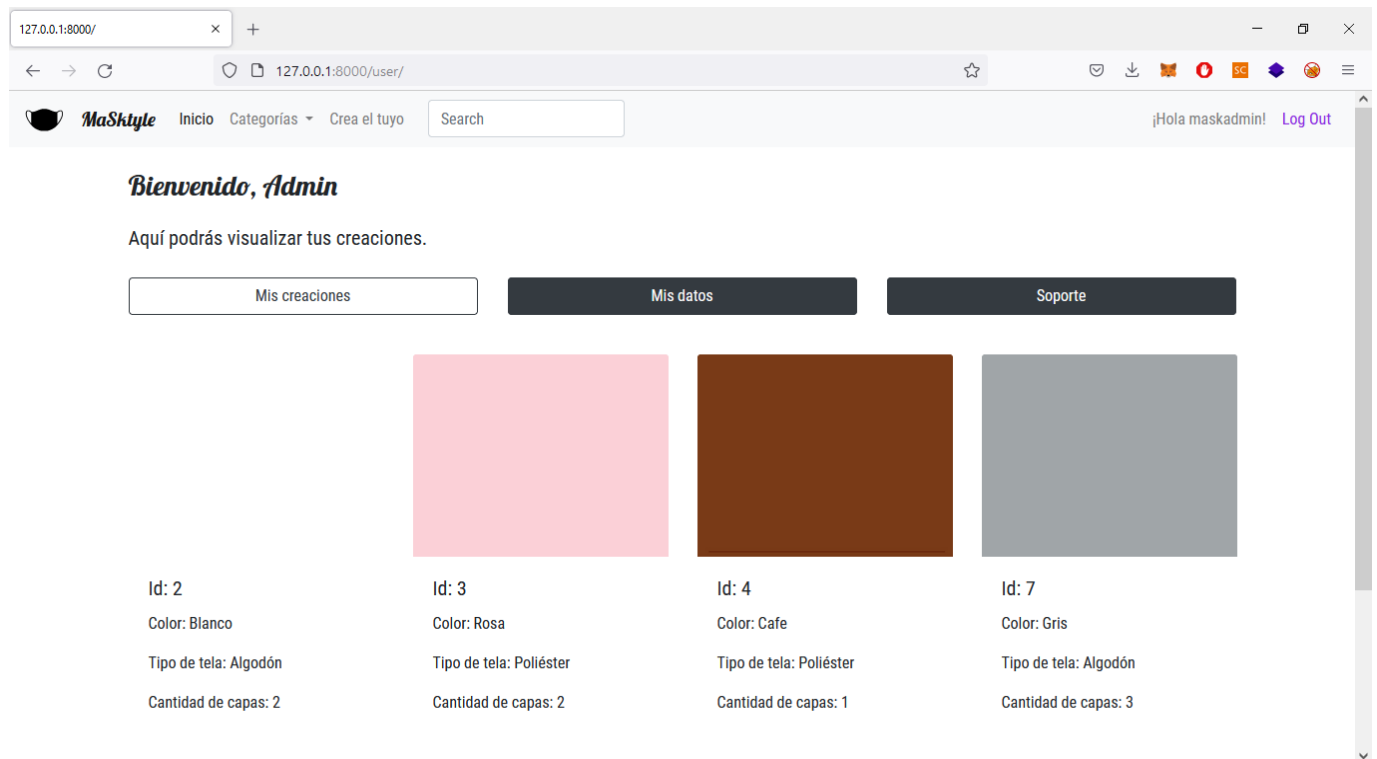 127.0.0.1:8000/
127.0.0.1:8000/user/
SC
MaSktyle Inicio Categorías Crea el tuyo Search ¡Hola maskadmin! Log Out
Bienvenido, Admin
Aquí podrás visualizar tus creaciones.
Mis creaciones Mis datos Soporte
Id: 2 Id: 3 Id: 4 Id: 7
Color: Blanco Color: Rosa Color: Cafe Color: Gris
Tipo de tela: Algodón Tipo de tela: Poliéster Tipo de tela: Poliéster Tipo de tela: Algodón
Cantidad de capas: 2 Cantidad de capas: 2 Cantidad de capas: 1 Cantidad de capas: 3